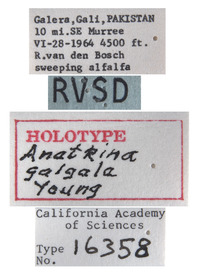 Galera,Gali,PAKISTAN
10 mi.SE Murree
VI-28-1964 4500 ft.
R.van den Bosch
sweeping alfalfa
RVSD
HOLOTYPE
Anatkina
galgala
Young
California Academy
of Sciences
Type
No. 16358